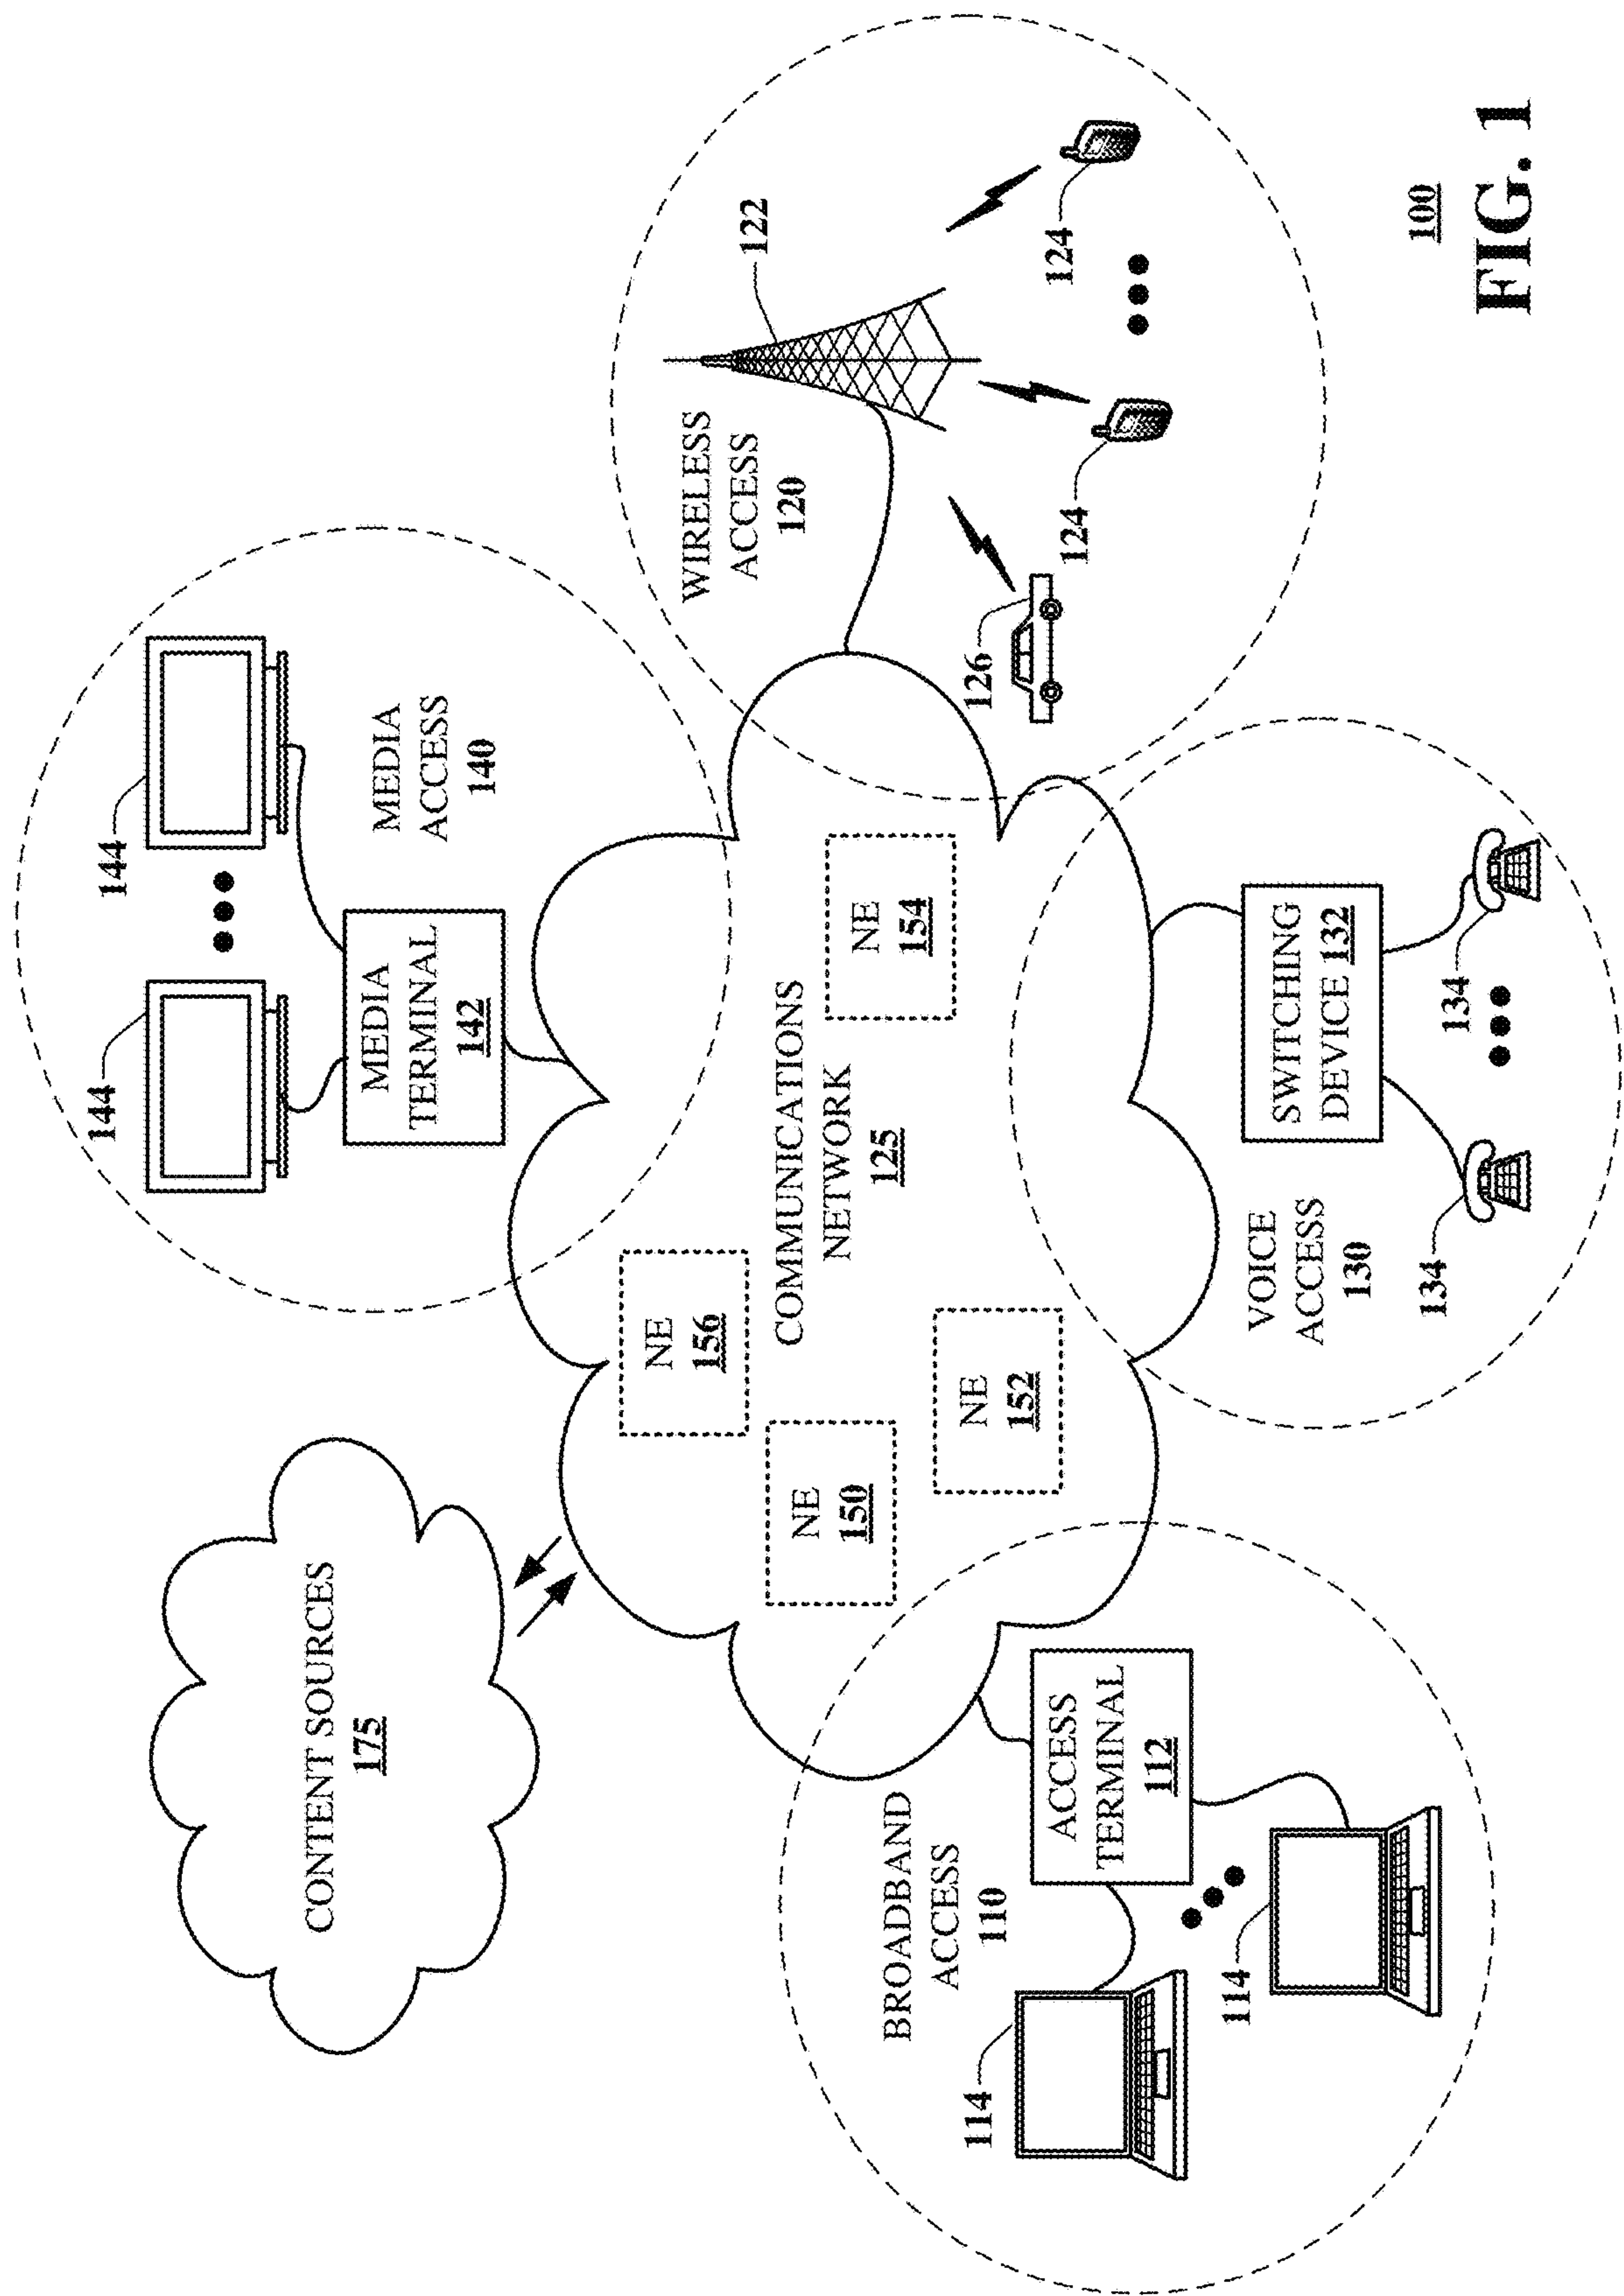 CONTENT SOURCES
175
144
144
MEDIA
TERMINAL
142
MEDIA
ACCESS
140
NE
156
NE
150
NE
152
COMMUNICATIONS
NETWORK
125
NE
154
WIRELESS
ACCESS
120
122
126
124
124
BROADBAND
ACCESS
110
ACCESS
TERMINAL
112
114
114
VOICE
ACCESS
130
SWITCHING
DEVICE 132
134
134
100
FIG. 1